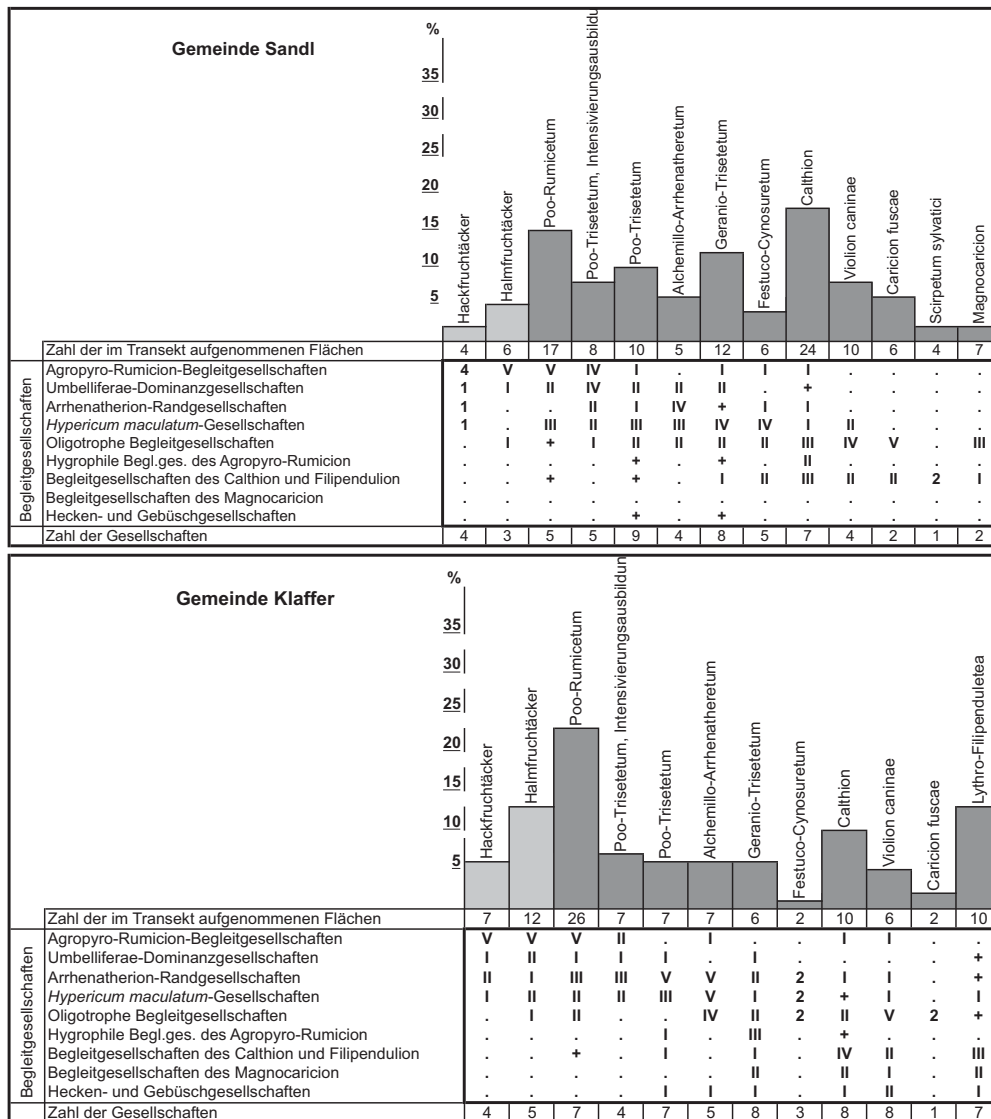 %
Gemeinde Sandl
35
30
25
20
15
10
5
Hackfruchtäcker
Halmfruchtäcker
Poo-Rumicetum
Poo-Trisetetum, Intensivierungsausbildung
Poo-Trisetetum
Alchemillo-Arrhenatheretum
Geranio-Trisetetum
Festuco-Cynosuretum
Calthion
Violion caninae
Caricion fuscae
Scirpetum sylvatici
Magnocaricion
Zahl der im Transekt aufgenommenen Flächen 4 6 17 8 10 5 12 6 24 10 6 4 7
Begleitgesellschaften
Agropyro-Rumicion-Begleitgesellschaften 4 V V IV I . I I I . . . .
Umbelliferae-Dominanzgesellschaften 1 I II IV II II II . + . . . .
Arrhenatherion-Randgesellschaften 1 . . II I IV + I I . . . .
Hypericum maculatum-Gesellschaften 1 . III II III III IV IV I II . . .
Oligotrophe Begleitgesellschaften . I + I II II II II III IV V . III
Hygrophile Begl.ges. des Agropyro-Rumicion . . . . + . + . II . . . .
Begleitgesellschaften des Calthion und Filipendulion . . + . + . I II III II II 2 I
Begleitgesellschaften des Magnocaricion . . . . . . . . . . . . .
Hecken- und Gebüschgesellschaften . . . . + . + . . . . . .
Zahl der Gesellschaften 4 3 5 5 9 4 8 5 7 4 2 1 2
%
Gemeinde Klaffer
35
30
25
20
15
10
5
Hackfruchtäcker
Halmfruchtäcker
Poo-Rumicetum
Poo-Trisetetum, Intensivierungsausbildun
Poo-Trisetetum
Alchemillo-Arrhenatheretum
Geranio-Trisetetum
Festuco-Cynosuretum
Calthion
Violion caninae
Caricion fuscae
Lythro-Filipenduletea
Zahl der im Transekt aufgenommenen Flächen 7 12 26 7 7 7 6 2 10 6 2 10
Begleitgesellschaften
Agropyro-Rumicion-Begleitgesellschaften V V V II . I . . I I . .
Umbelliferae-Dominanzgesellschaften I II I I I . I . . . . +
Arrhenatherion-Randgesellschaften II I III III V V II 2 I I . +
Hypericum maculatum-Gesellschaften I II II II III V I 2 + I . I
Oligotrophe Begleitgesellschaften . I II . . IV II 2 II V 2 +
Hygrophile Begl.ges. des Agropyro-Rumicion . . . . I . III . + . . .
Begleitgesellschaften des Calthion und Filipendulion . . + . I . I . IV II . III
Begleitgesellschaften des Magnocaricion . . . . . . II . II I . II
Hecken- und Gebüschgesellschaften . . . . I I I . I II . I
Zahl der Gesellschaften 4 5 7 4 7 5 8 3 8 8 1 7